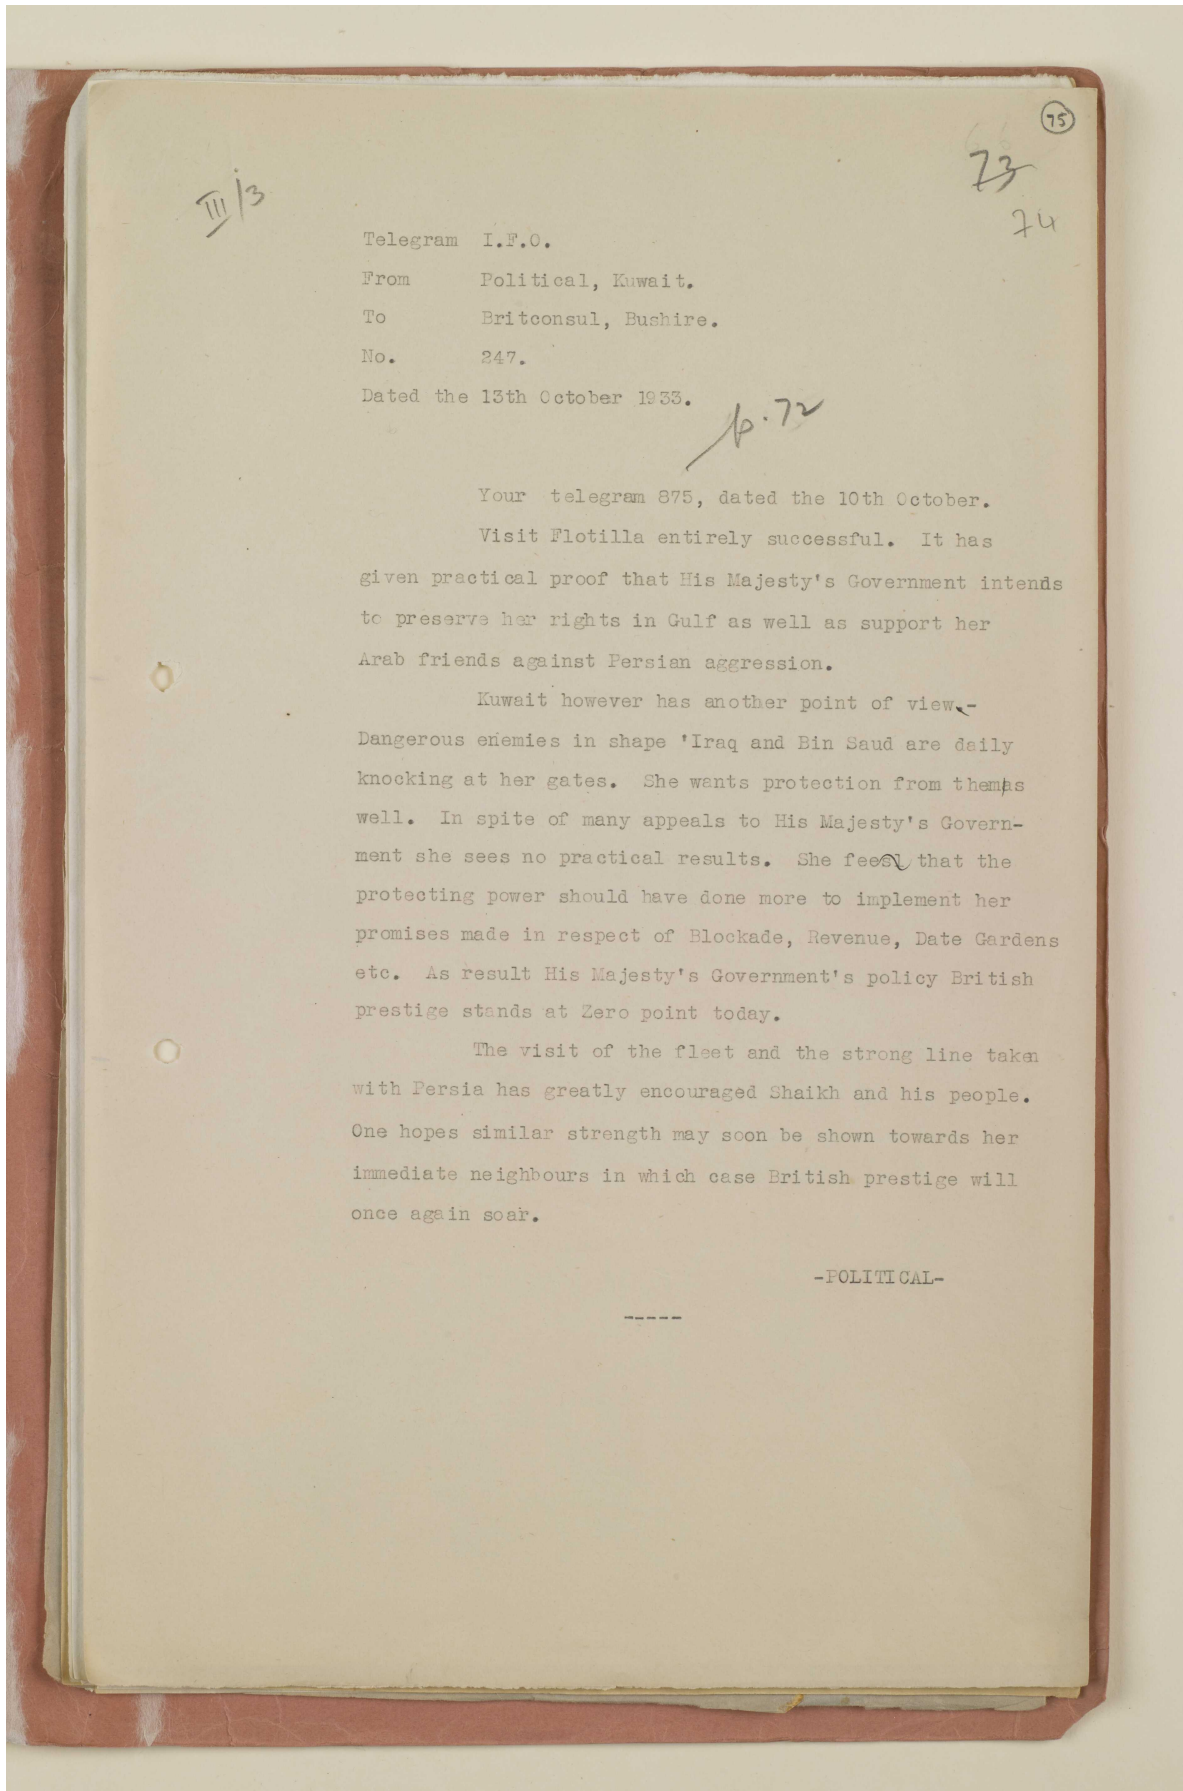 75
73
74
III/3
Telegram I.F.O.
From Political, Kuwait.
To Britconsul, Bushire.
No. 247.
Dated the 13th October 1933.
p.72
Your telegram 875, dated the 10th October.
Visit Flotilla entirely successful. It has
given practical proof that His Majesty's Government intends
to preserve her rights in Gulf as well as support her
Arab friends against Persian aggression.
Kuwait however has another point of view.-
Dangerous enemies in shape 'Iraq and Bin Saud are daily
knocking at her gates. She wants protection from them as
well. In spite of many appeals to His Majesty's Govern-
ment she sees no practical results. She feesl that the
protecting power should have done more to implement her
promises made in respect of Blockade, Revenue, Date Gardens
etc. As result His Majesty's Government's policy British
prestige stands at Zero point today.
The visit of the fleet and the strong line taken
with Persia has greatly encouraged Shaikh and his people.
One hopes similar strength may soon be shown towards her
immediate neighbours in which case British prestige will
once again soar.
-POLITICAL-
-----